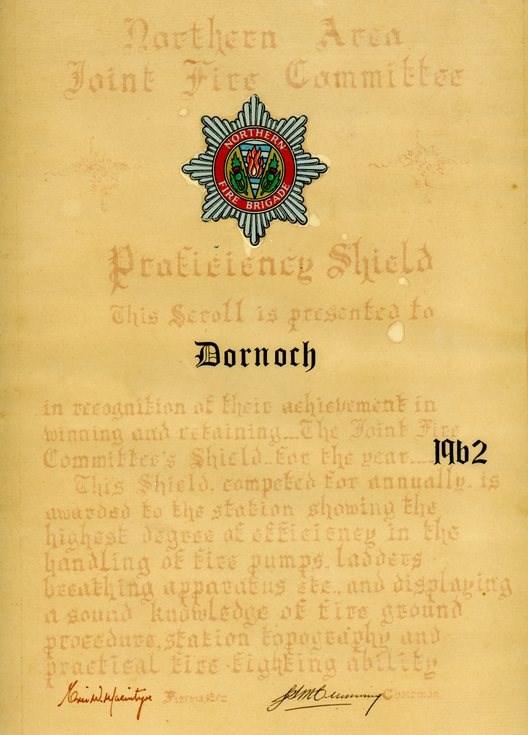 Northern Area
Joint Fire Committee
NORTHERN
FIRE BRIGADE
Proficiency Shield
This Scroll is presented to
Dornoch
in recognition of their achievement in
winning and retaining...The Joint Fire
Committee's Shield..for the year....1962
This Shield, competed for annually, is
awarded to the station showing the
highest degree of efficiency in the
handling of fire pumps, ladders
breathing apparatus etc., and displaying
a sound knowledge of fire ground
procedure, station topography and
practical fire-fighting ability
Firemaster